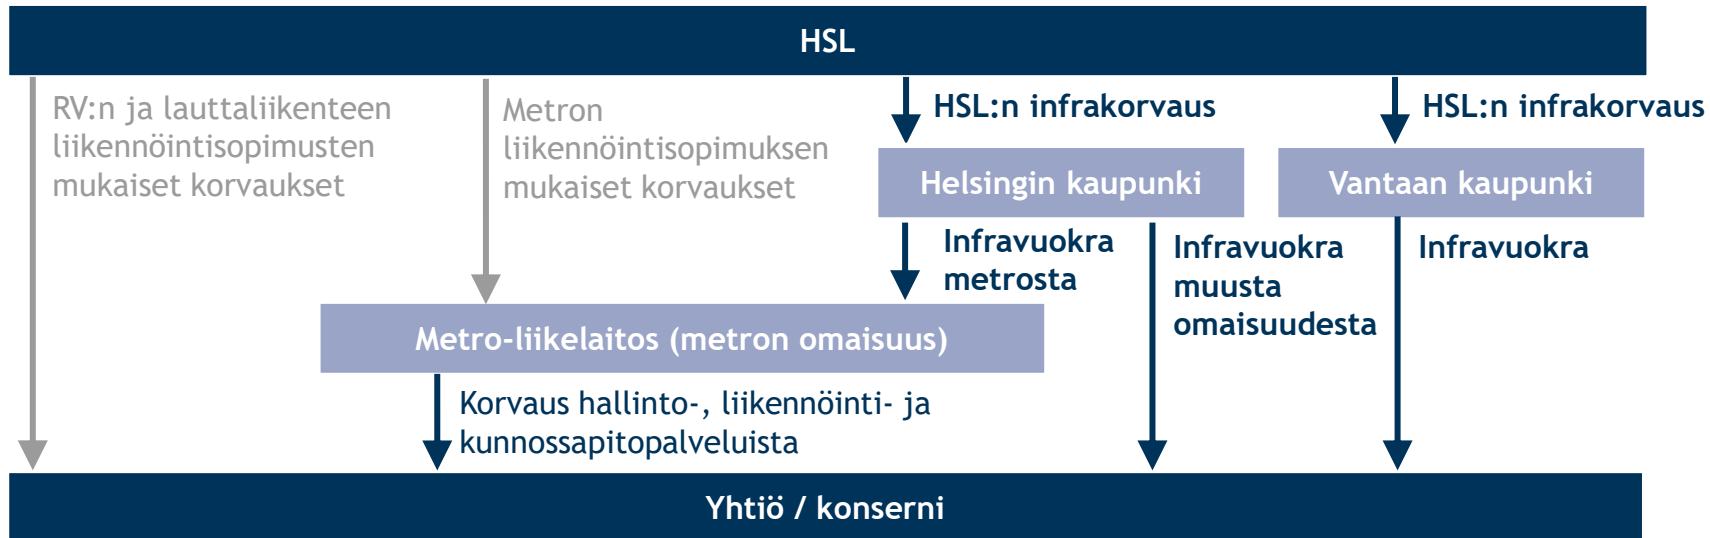 HSL
RV:n ja lauttaliikenteen
liikennöintisopimusten
mukaiset korvaukset
Metron
liikennöintisopimuksen
mukaiset korvaukset
HSL:n infrakorvaus
HSL:n infrakorvaus
Helsingin kaupunki
Vantaan kaupunki
Infravuokra
metrosta
Infravuokra
muusta
omaisuudesta
Infravuokra
Metro-liikelaitos (metron omaisuus)
Korvaus hallinto-, liikennöinti- ja
kunnossapitopalveluista
Yhtiö / konserni